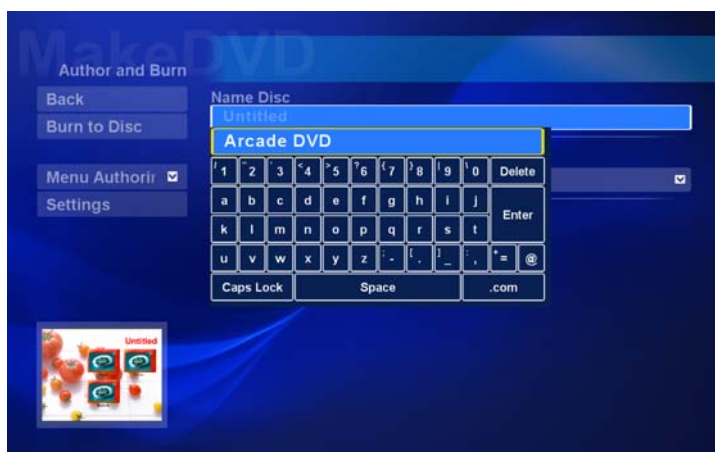 MakeDVD
Author and Burn
Back
Burn to Disc
Menu Authorir
Settings
Name Disc
Untitled
Arcade DVD
1 2 3 4 5 6 7 8 9 0 Delete
a b c d e f g h i j
Enter
k l m n o p q r s t
u v w x y z - . _ , = @
Caps Lock Space .com
Untitled